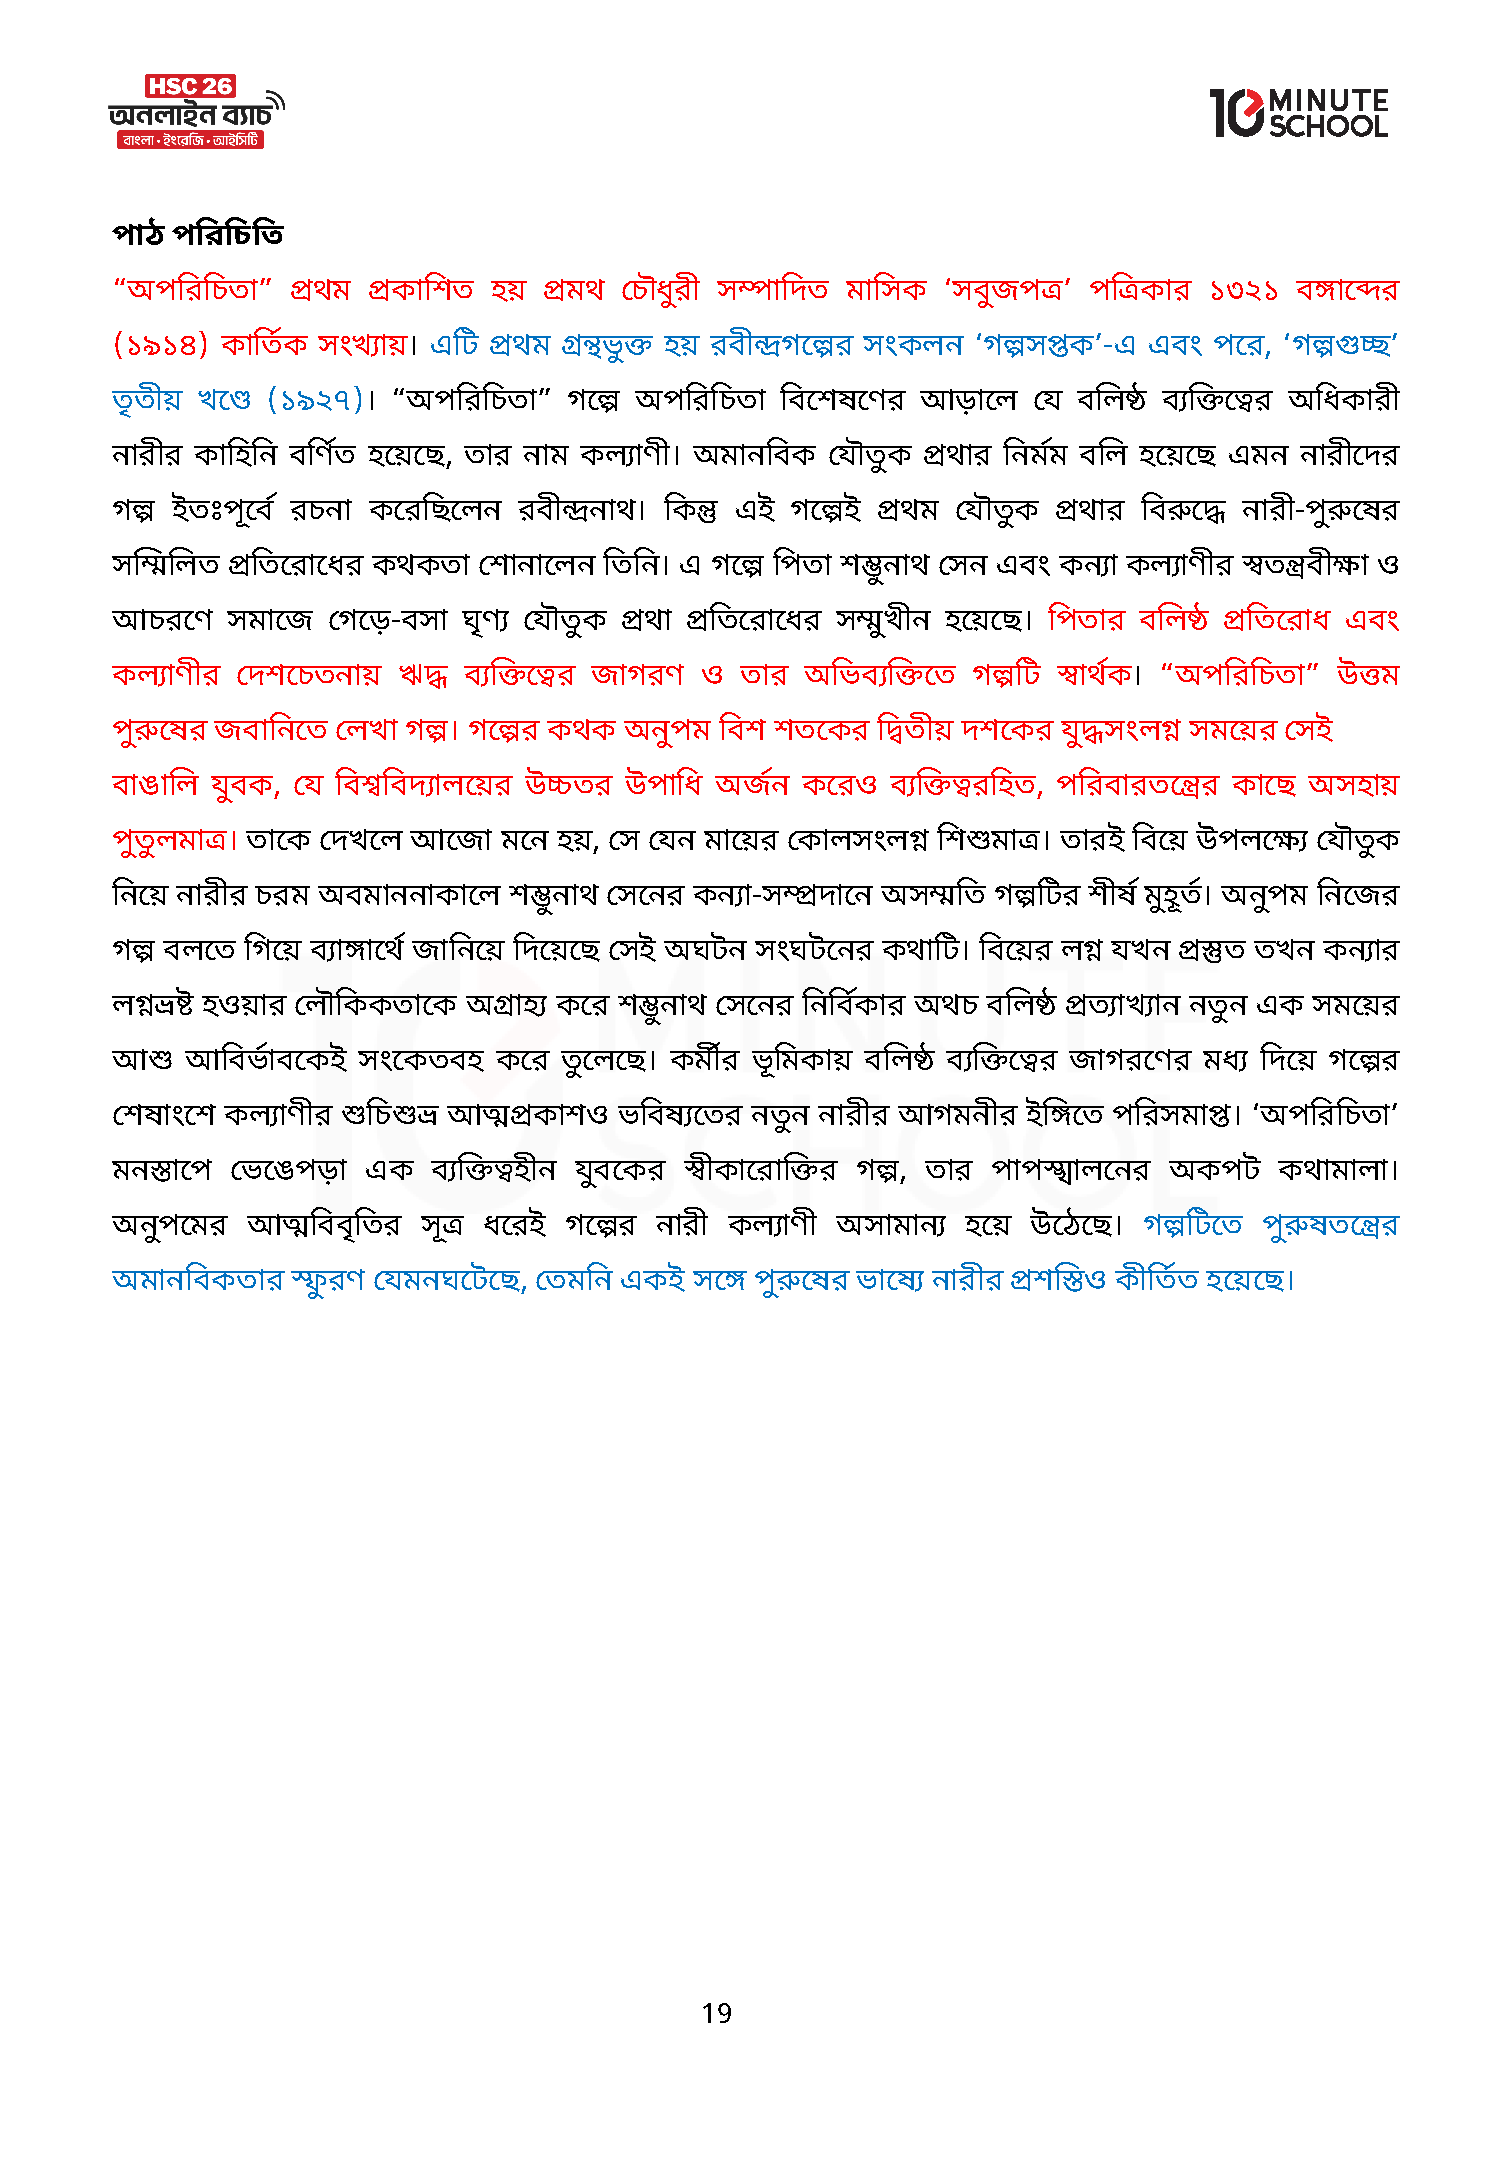 HSC 26
অনলাইন ব্যাচ
বাংলা • ইংরেজি • আইসিটি
10 MINUTE SCHOOL
পাঠ পরিচিতি
“অপরিচিতা” প্রথম প্রকাশিত হয় প্রমথ চৌধুরী সম্পাদিত মাসিক ‘সবুজপত্র’ পত্রিকার ১৩২১ বঙ্গাব্দের
(১৯১৪) কার্তিক সংখ্যায়। এটি প্রথম গ্রন্থভুক্ত হয় রবীন্দ্রগল্পের সংকলন ‘গল্পসপ্তক’-এ এবং পরে, ‘গল্পগুচ্ছ’
তৃতীয় খণ্ডে (১৯২৭)। “অপরিচিতা” গল্পে অপরিচিতা বিশেষণের আড়ালে যে বলিষ্ঠ ব্যক্তিত্বের অধিকারী
নারীর কাহিনি বর্ণিত হয়েছে, তার নাম কল্যাণী। অমানবিক যৌতুক প্রথার নির্মম বলি হয়েছে এমন নারীদের
গল্প ইতঃপূর্বে রচনা করেছিলেন রবীন্দ্রনাথ। কিন্তু এই গল্পেই প্রথম যৌতুক প্রথার বিরুদ্ধে নারী-পুরুষের
সম্মিলিত প্রতিরোধের কথকতা শোনালেন তিনি। এ গল্পে পিতা শম্ভুনাথ সেন এবং কন্যা কল্যাণীর স্বতন্ত্রবীক্ষা ও
আচরণে সমাজে গেড়ে-বসা ঘৃণ্য যৌতুক প্রথা প্রতিরোধের সম্মুখীন হয়েছে। পিতার বলিষ্ঠ প্রতিরোধ এবং
কল্যাণীর দেশচেতনায় ঋদ্ধ ব্যক্তিত্বের জাগরণ ও তার অভিব্যক্তিতে গল্পটি স্বার্থক। “অপরিচিতা” উত্তম
পুরুষের জবানিতে লেখা গল্প। গল্পের কথক অনুপম বিশ শতকের দ্বিতীয় দশকের যুদ্ধসংলগ্ন সময়ের সেই
বাঙালি যুবক, যে বিশ্ববিদ্যালয়ের উচ্চতর উপাধি অর্জন করেও ব্যক্তিত্বরহিত, পরিবারতন্ত্রের কাছে অসহায়
পুতুলমাত্র। তাকে দেখলে আজো মনে হয়, সে যেন মায়ের কোলসংলগ্ন শিশুমাত্র। তারই বিয়ে উপলক্ষ্যে যৌতুক
নিয়ে নারীর চরম অবমাননাকালে শম্ভুনাথ সেনের কন্যা-সম্প্রদানে অসম্মতি গল্পটির শীর্ষ মুহূর্ত। অনুপম নিজের
গল্প বলতে গিয়ে ব্যাঙ্গার্থে জানিয়ে দিয়েছে সেই অঘটন সংঘটনের কথাটি। বিয়ের লগ্ন যখন প্রস্তুত তখন কন্যার
লগ্নভ্রষ্ট হওয়ার লৌকিকতাকে অগ্রাহ্য করে শম্ভুনাথ সেনের নির্বিকার অথচ বলিষ্ঠ প্রত্যাখ্যান নতুন এক সময়ের
আশু আবির্ভাবকেই সংকেতবহ করে তুলেছে। কর্মীর ভূমিকায় বলিষ্ঠ ব্যক্তিত্বের জাগরণের মধ্য দিয়ে গল্পের
শেষাংশে কল্যাণীর শুচিশুভ্র আত্মপ্রকাশও ভবিষ্যতের নতুন নারীর আগমনীর ইঙ্গিতে পরিসমাপ্ত। ‘অপরিচিতা’
মনস্তাপে ভেঙেপড়া এক ব্যক্তিত্বহীন যুবকের স্বীকারোক্তির গল্প, তার পাপস্খালনের অকপট কথামালা।
অনুপমের আত্মবিবৃতির সূত্র ধরেই গল্পের নারী কল্যাণী অসামান্য হয়ে উঠেছে। গল্পটিতে পুরুষতন্ত্রের
অমানবিকতার স্ফুরণ যেমনঘটেছে, তেমনি একই সঙ্গে পুরুষের ভাষ্যে নারীর প্রশস্তিও কীর্তিত হয়েছে।
19